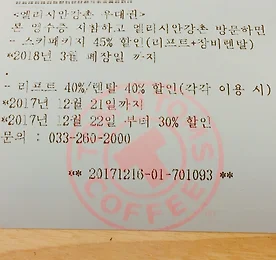 <엘리시안강촌 우대권>
본 영수증 지참하고 엘리시안강촌 방문하면
- 스키패키지 45% 할인(리프트+장비렌탈)
*2018년 3월 폐장일 까지
.
- 리프트 40%/렌탈 40% 할인(각각 이용 시)
*2017년 12월 21일까지
*2017년 12월 22일 부터 30% 할인
문의 : 033-260-2000
** 20171216-01-701093 **
COFFEE